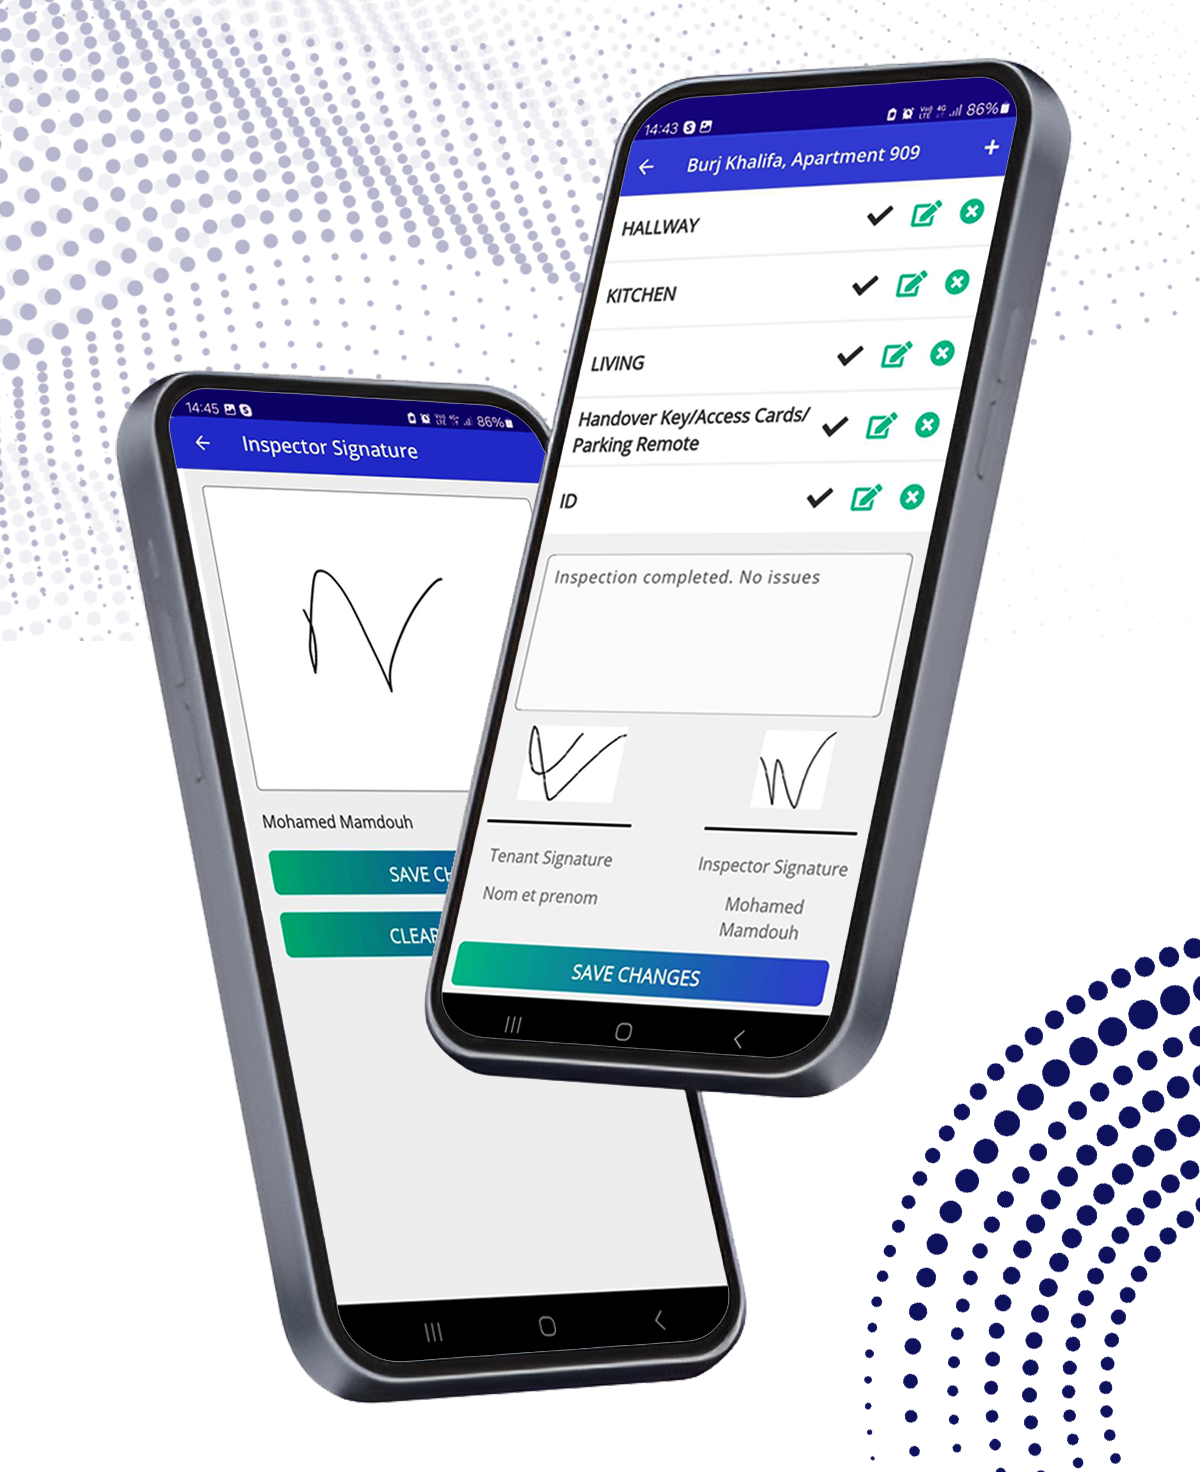 14:43
86%
Burj Khalifa, Apartment 909
HALLWAY
KITCHEN
LIVING
Handover Key/Access Cards/
Parking Remote
ID
Inspection completed. No issues
Tenant Signature
Inspector Signature
Nom et prenom
Mohamed
Mamdouh
SAVE CHANGES
14:45
86%
Inspector Signature
Mohamed Mamdouh
SAVE CH
CLEAR